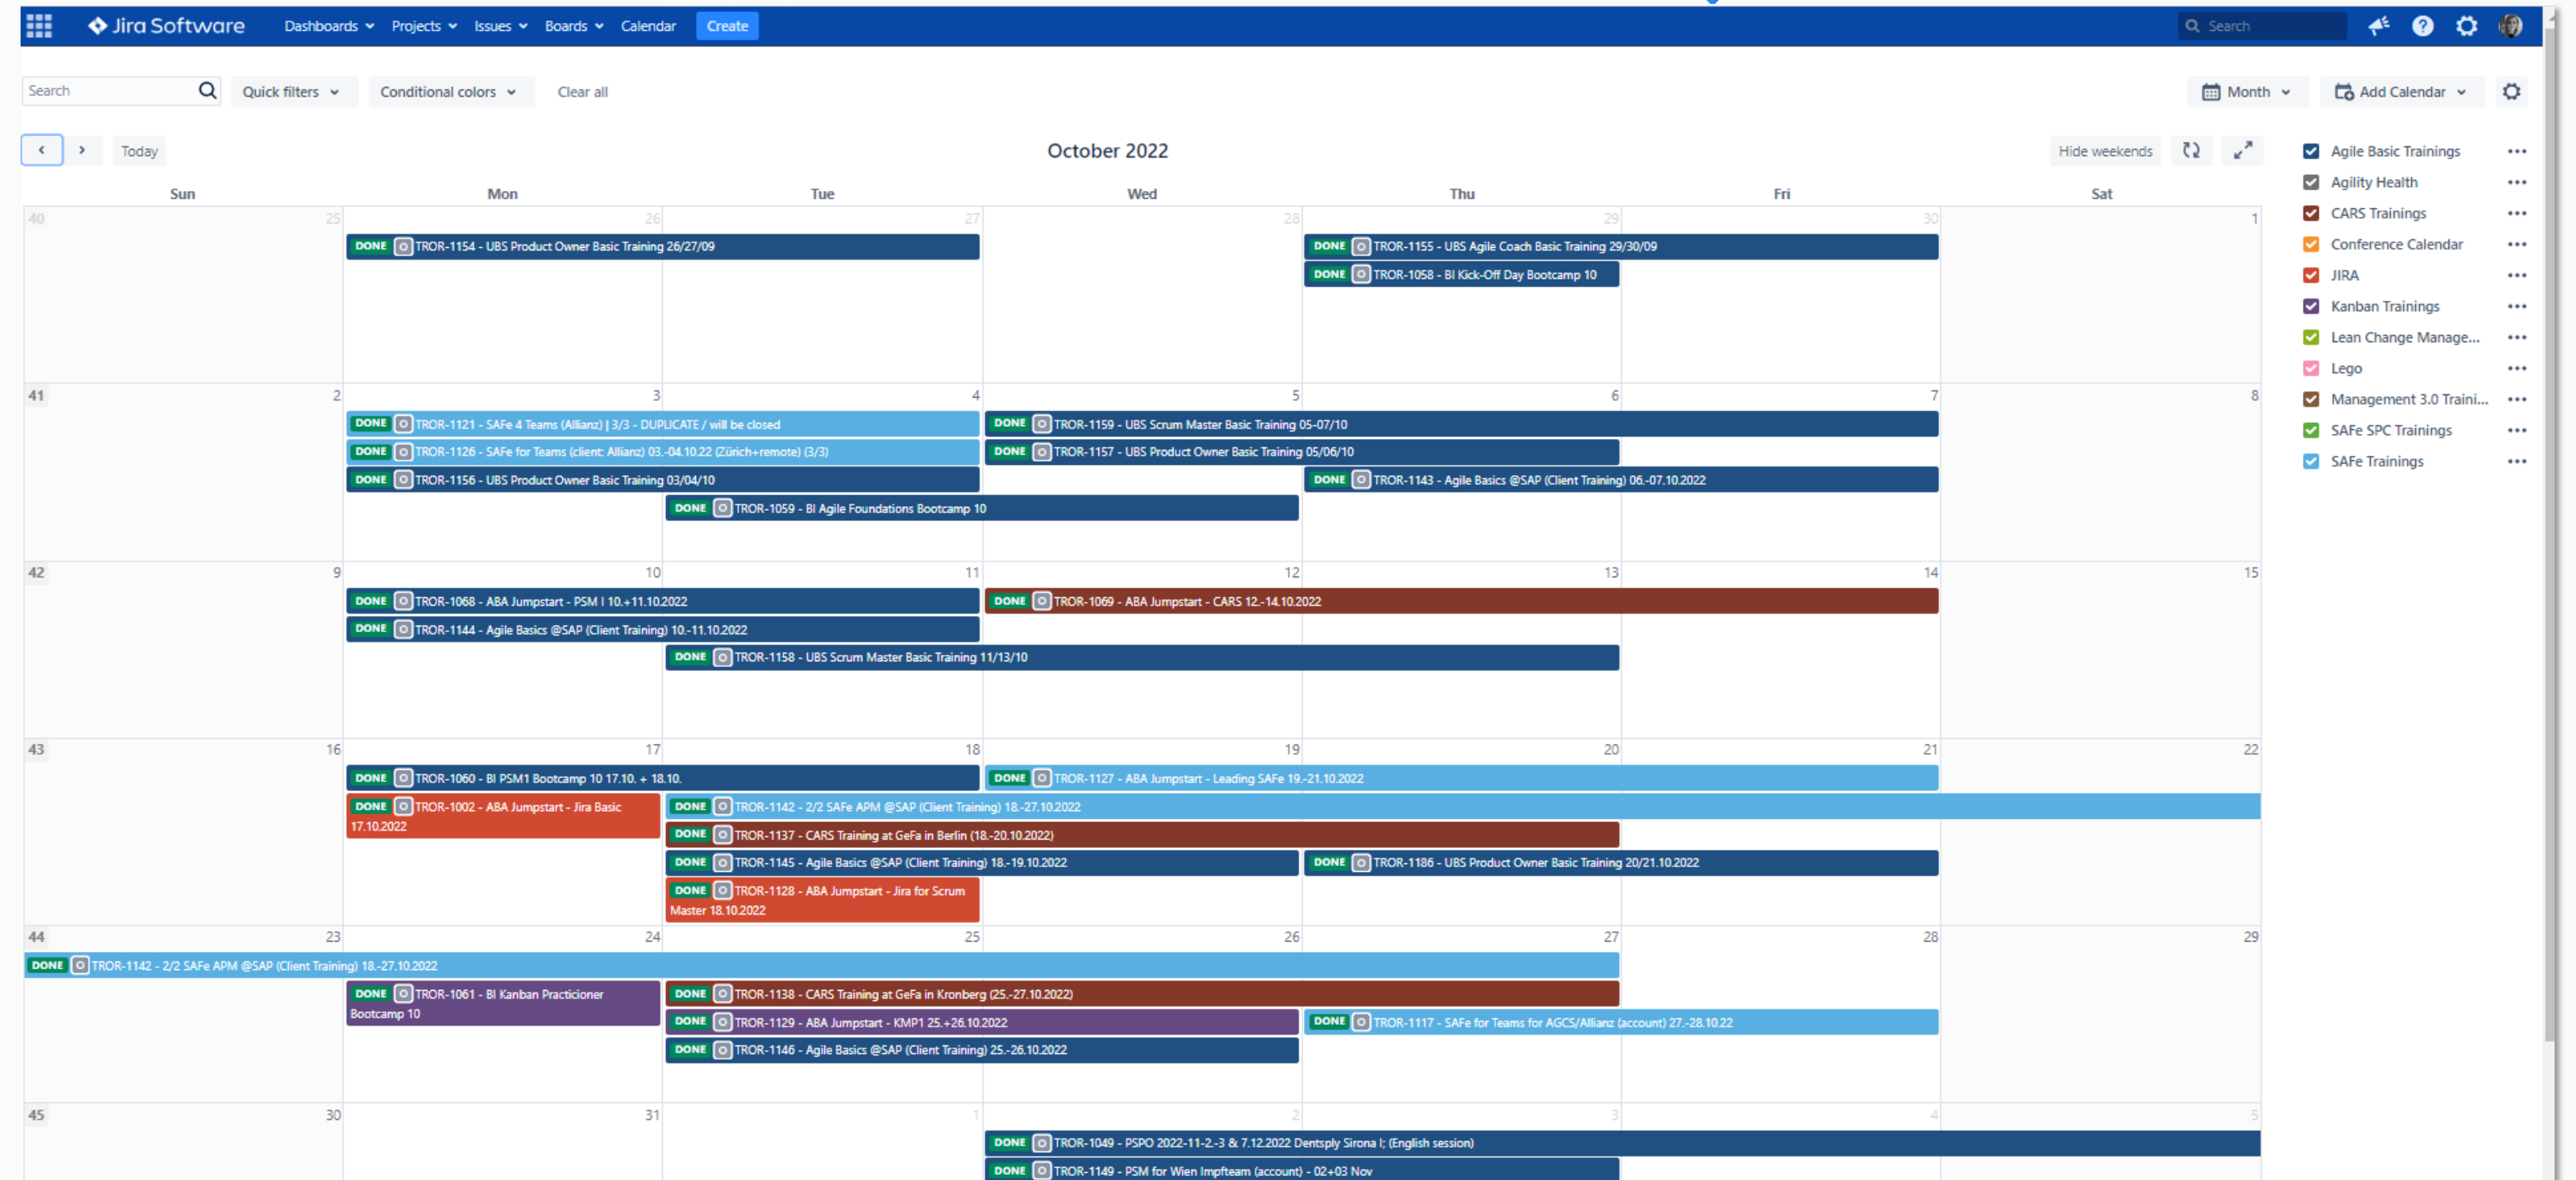 Jira Software Dashboards Projects Issues Boards Calendar Create Search
Search Quick filters Conditional colors Clear all Month Add Calendar
Today October 2022 Hide weekends
Sun Mon Tue Wed Thu Fri Sat
40 25 26 27 28 29 30 1
DONE TROR-1154 - UBS Product Owner Basic Training 26/27/09
DONE TROR-1155 - UBS Agile Coach Basic Training 29/30/09
DONE TROR-1058 - BI Kick-Off Day Bootcamp 10
41 2 3 4 5 6 7 8
DONE TROR-1121 - SAFe 4 Teams (Allianz) | 3/3 - DUPLICATE / will be closed
DONE TROR-1159 - UBS Scrum Master Basic Training 05-07/10
DONE TROR-1126 - SAFe for Teams (client: Allianz) 03.-04.10.22 (Zürich+remote) (3/3)
DONE TROR-1157 - UBS Product Owner Basic Training 05/06/10
DONE TROR-1156 - UBS Product Owner Basic Training 03/04/10
DONE TROR-1143 - Agile Basics @SAP (Client Training) 06.-07.10.2022
DONE TROR-1059 - BI Agile Foundations Bootcamp 10
42 9 10 11 12 13 14 15
DONE TROR-1068 - ABA Jumpstart - PSM I 10.+11.10.2022
DONE TROR-1069 - ABA Jumpstart - CARS 12.-14.10.2022
DONE TROR-1144 - Agile Basics @SAP (Client Training) 10.-11.10.2022
DONE TROR-1158 - UBS Scrum Master Basic Training 11/13/10
43 16 17 18 19 20 21 22
DONE TROR-1060 - BI PSM1 Bootcamp 10 17.10. + 18.10.
DONE TROR-1127 - ABA Jumpstart - Leading SAFe 19.-21.10.2022
DONE TROR-1002 - ABA Jumpstart - Jira Basic
17.10.2022
DONE TROR-1142 - 2/2 SAFe APM @SAP (Client Training) 18.-27.10.2022
DONE TROR-1137 - CARS Training at GeFa in Berlin (18.-20.10.2022)
DONE TROR-1145 - Agile Basics @SAP (Client Training) 18.-19.10.2022
DONE TROR-1186 - UBS Product Owner Basic Training 20/21.10.2022
DONE TROR-1128 - ABA Jumpstart - Jira for Scrum
Master 18.10.2022
44 23 24 25 26 27 28 29
DONE TROR-1142 - 2/2 SAFe APM @SAP (Client Training) 18.-27.10.2022
DONE TROR-1061 - BI Kanban Practicioner
Bootcamp 10
DONE TROR-1138 - CARS Training at GeFa in Kronberg (25.-27.10.2022)
DONE TROR-1129 - ABA Jumpstart - KMP1 25.+26.10.2022
DONE TROR-1117 - SAFe for Teams for AGCS/Allianz (account) 27.-28.10.22
DONE TROR-1146 - Agile Basics @SAP (Client Training) 25.-26.10.2022
45 30 31 1 2 3 4 5
DONE TROR-1049 - PSPO 2022-11-2.-3 & 7.12.2022 Dentsply Sirona I; (English session)
DONE TROR-1149 - PSM for Wien Impfteam (account) - 02+03 Nov
Agile Basic Trainings
Agility Health
CARS Trainings
Conference Calendar
JIRA
Kanban Trainings
Lean Change Manage...
Lego
Management 3.0 Traini...
SAFe SPC Trainings
SAFe Trainings